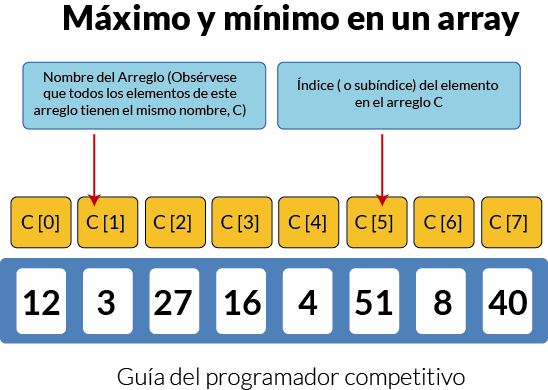 Máximo y mínimo en un array
Nombre del Arreglo (Obsérvese
que todos los elementos de este
arreglo tienen el mismo nombre, C)
Índice ( o subíndice) del elemento
en el arreglo C
C [0] C [1] C [2] C [3] C [4] C [5] C [6] C [7]
12 3 27 16 4 51 8 40
Guía del programador competitivo